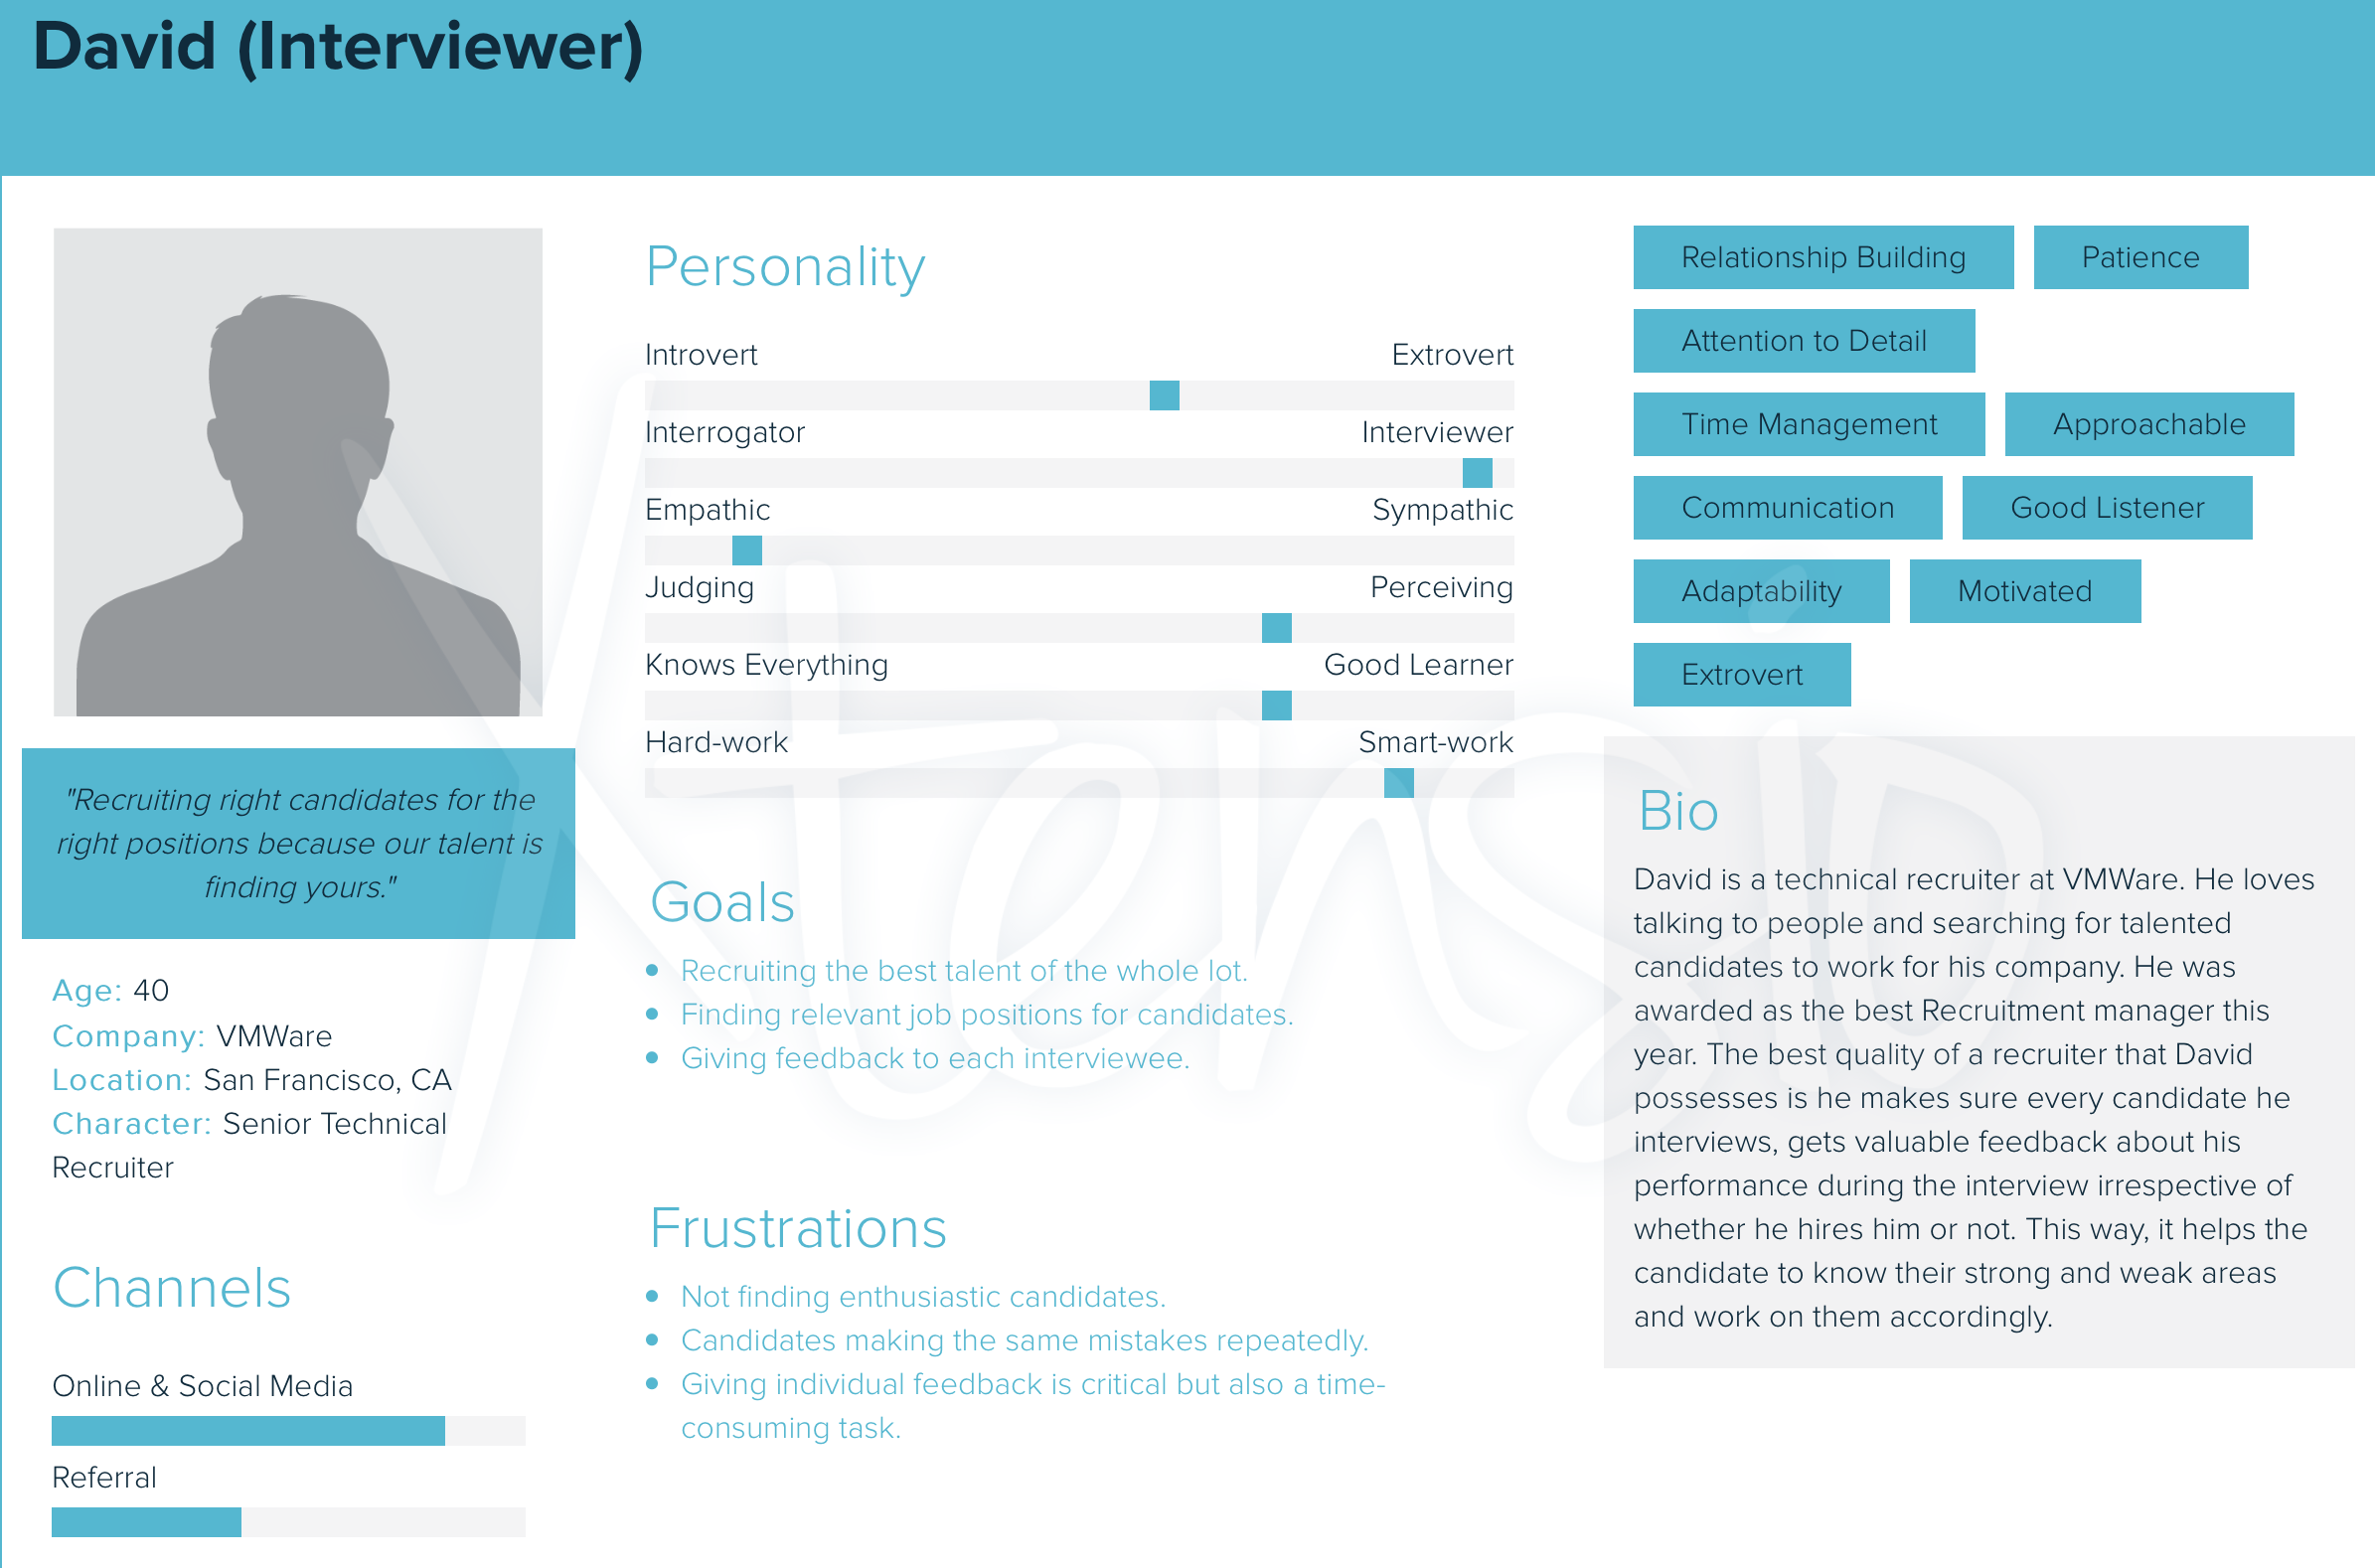 David (Interviewer)
"Recruiting right candidates for the
right positions because our talent is
finding yours."
Age: 40
Company: VMWare
Location: San Francisco, CA
Character: Senior Technical
Recruiter
Channels
Online & Social Media
Referral
Personality
Introvert Extrovert
Interrogator Interviewer
Empathic Sympathic
Judging Perceiving
Knows Everything Good Learner
Hard-work Smart-work
Goals
Recruiting the best talent of the whole lot.
Finding relevant job positions for candidates.
Giving feedback to each interviewee.
Frustrations
Not finding enthusiastic candidates.
Candidates making the same mistakes repeatedly.
Giving individual feedback is critical but also a time-
consuming task.
Relationship Building Patience
Attention to Detail
Time Management Approachable
Communication Good Listener
Adaptability Motivated
Extrovert
Bio
David is a technical recruiter at VMWare. He loves
talking to people and searching for talented
candidates to work for his company. He was
awarded as the best Recruitment manager this
year. The best quality of a recruiter that David
possesses is he makes sure every candidate he
interviews, gets valuable feedback about his
performance during the interview irrespective of
whether he hires him or not. This way, it helps the
candidate to know their strong and weak areas
and work on them accordingly.
Xtensio